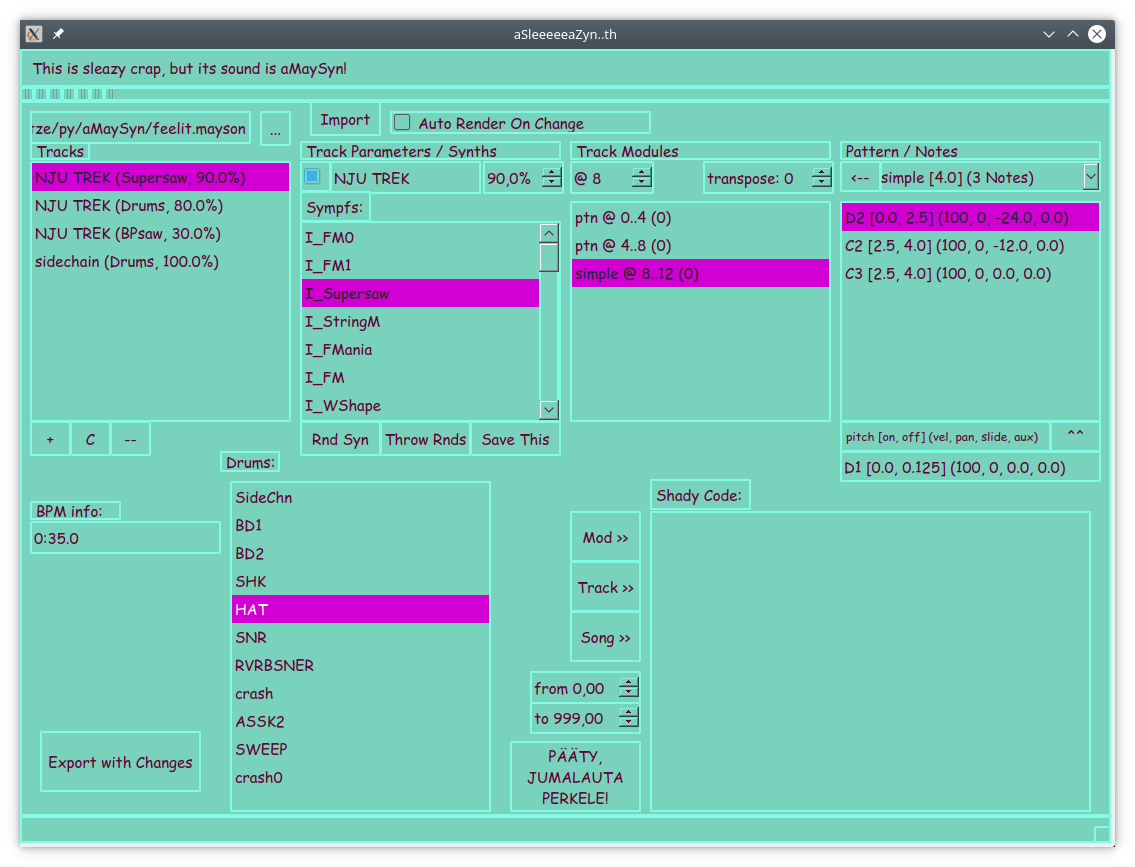 aSleeeeeaZyn..th
This is sleazy crap, but its sound is aMaySyn!
rze/py/aMaySyn/feelit.mayson
...
Import
Auto Render On Change
Tracks
NJU TREK (Supersaw, 90.0%)
NJU TREK (Drums, 80.0%)
NJU TREK (BPsaw, 30.0%)
sidechain (Drums, 100.0%)
+
C
--
Track Parameters / Synths
NJU TREK
90,0%
Sympfs:
I_FM0
I_FM1
I_Supersaw
I_StringM
I_FMania
I_FM
I_WShape
Rnd Syn
Throw Rnds
Save This
Track Modules
@ 8
transpose: 0
ptn @ 0..4 (0)
ptn @ 4..8 (0)
simple @ 8..12 (0)
Pattern / Notes
<--
simple [4.0] (3 Notes)
D2 [0.0, 2.5] (100, 0, -24.0, 0.0)
C2 [2.5, 4.0] (100, 0, -12.0, 0.0)
C3 [2.5, 4.0] (100, 0, 0.0, 0.0)
pitch [on, off] (vel, pan, slide, aux)
^^
D1 [0.0, 0.125] (100, 0, 0.0, 0.0)
BPM info:
0:35.0
Export with Changes
Drums:
SideChn
BD1
BD2
SHK
HAT
SNR
RVRBSNER
crash
ASSK2
SWEEP
crash0
Mod >>
Track >>
Song >>
from 0,00
to 999,00
PÄÄTY,
JUMALAUTA
PERKELE!
Shady Code: